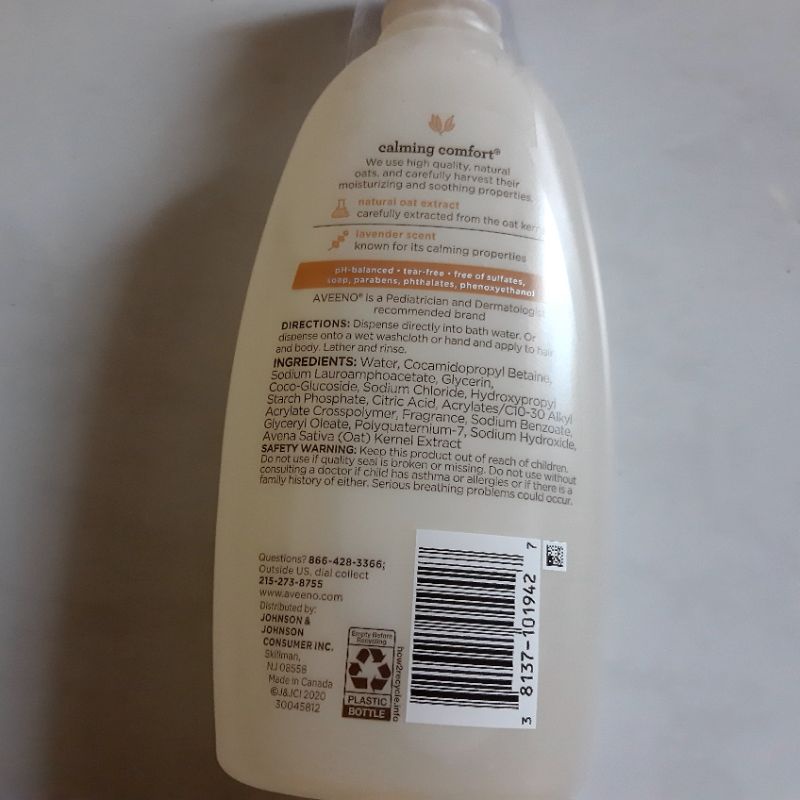 calming comfort®
We use high quality, natural
oats, and carefully harvest their
moisturizing and soothing properties.
natural oat extract
carefully extracted from the oat
lavender scent
known for its calming properties
pH-balanced • tear-free • free of sulfates,
soap, parabens, phthalates, phenoxyethanol
AVEENO® is a Pediatrician and Dermatologist
recommended brand
DIRECTIONS: Dispense directly into bath water. Or
dispense onto a wet washcloth or hand and apply to hair
and body. Lather and rinse.
INGREDIENTS: Water, Cocamidopropyl Betaine,
Sodium Lauroamphoacetate, Glycerin,
Coco-Glucoside, Sodium Chloride, Hydroxypropyl
Starch Phosphate, Citric Acid, Acrylates/C10-30 Alkyl
Acrylate Crosspolymer, Fragrance, Sodium Benzoate,
Glyceryl Oleate, Polyquaternium-7, Sodium Hydroxide,
Avena Sativa (Oat) Kernel Extract
SAFETY WARNING: Keep this product out of reach of children.
Do not use if quality seal is broken or missing. Do not use without
consulting a doctor if child has asthma or allergies or if there is a
family history of either. Serious breathing problems could occur.
Questions? 866-428-3366;
Outside US, dial collect
215-273-8755
www.aveeno.com
Distributed by:
JOHNSON &
JOHNSON
CONSUMER INC.
Skillman,
NJ 08558
Made in Canada
©J&JCI 2020
30045812
Empty Before
Recycling
PLASTIC
BOTTLE
how2recycle.info
3 8137-101942 7